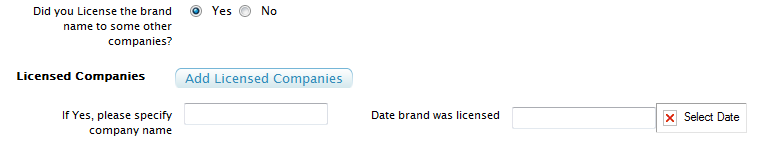 Did you License the brand Yes No
name to some other
companies?
Licensed Companies Add Licensed Companies
If Yes, please specify Date brand was licensed Select Date
company name